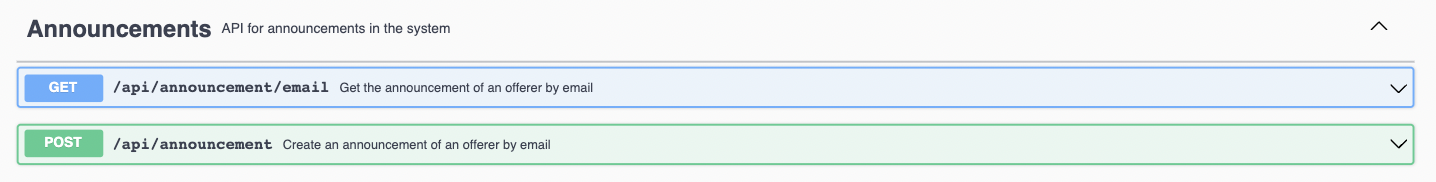 Announcements API for announcements in the system
GET /api/announcement/email Get the announcement of an offerer by email
POST /api/announcement Create an announcement of an offerer by email